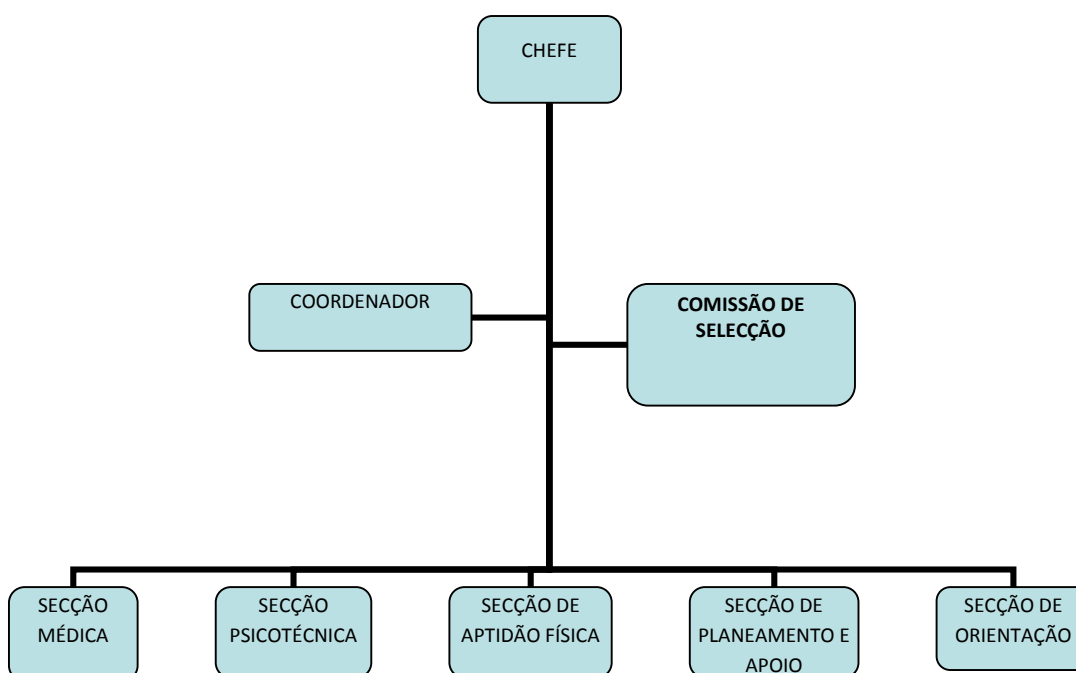 CHEFE
COORDENADOR
COMISSÃO DE
SELECÇÃO
SECÇÃO
MÉDICA
SECÇÃO
PSICOTÉCNICA
SECÇÃO DE
APTIDÃO FÍSICA
SECÇÃO DE
PLANEAMENTO E
APOIO
SECÇÃO DE
ORIENTAÇÃO